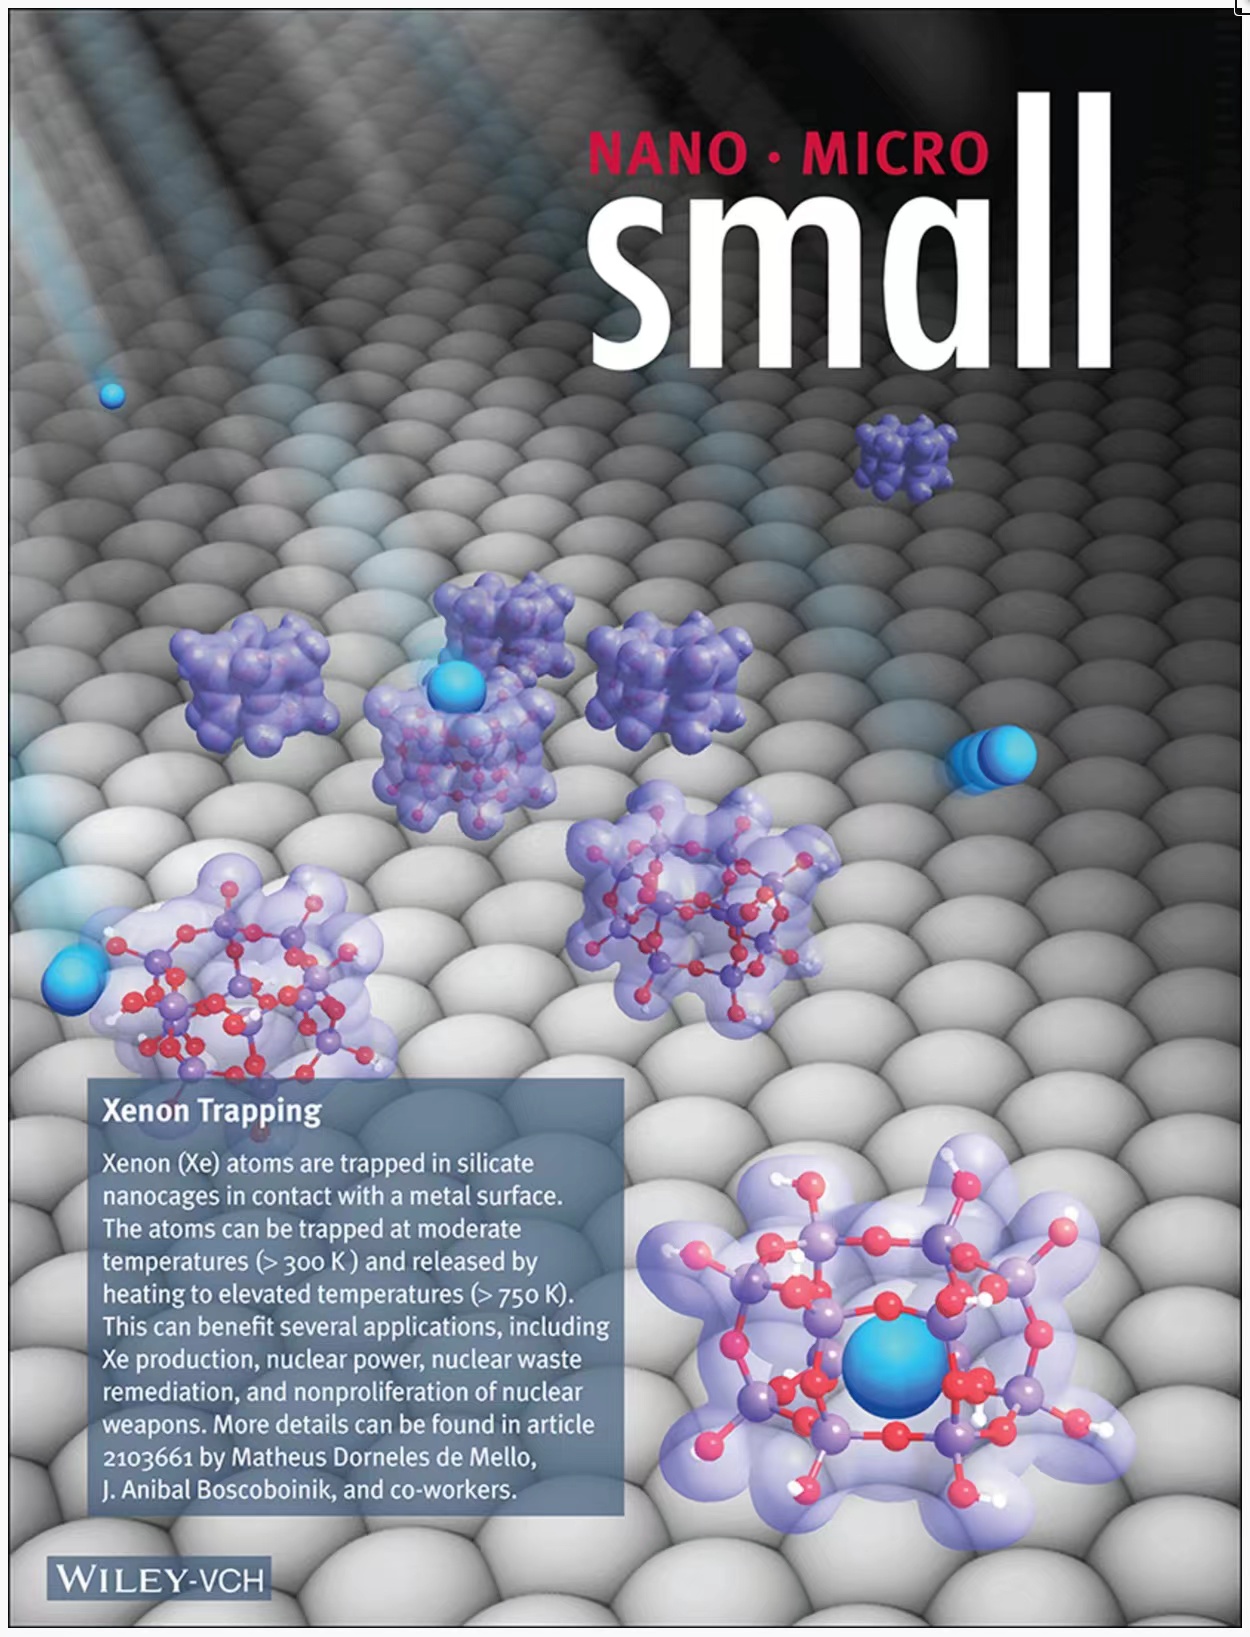 NANO · MICRO
small
Xenon Trapping
Xenon (Xe) atoms are trapped in silicate
nanocages in contact with a metal surface.
The atoms can be trapped at moderate
temperatures (> 300 K ) and released by
heating to elevated temperatures (> 750 K).
This can benefit several applications, including
Xe production, nuclear power, nuclear waste
remediation, and nonproliferation of nuclear
weapons. More details can be found in article
2103661 by Matheus Dorneles de Mello,
J. Anibal Boscoboinik, and co-workers.
WILEY-VCH